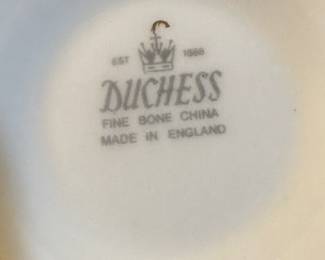 EST 1888
DUCHESS
FINE BONE CHINA
MADE IN ENGLAND